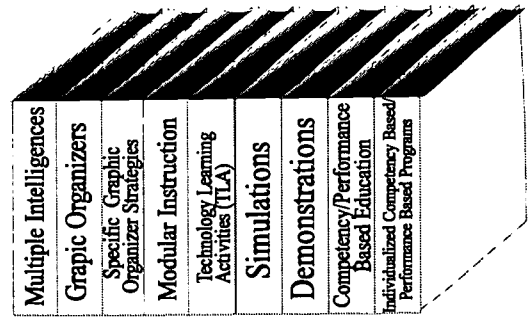 Multiple Intelligences
Grapic Organizers
Specific Graphic
Organizer Strategies
Modular Instruction
Technology Learning
Activities (TLA)
Simulations
Demonstrations
Competency/Performance
Based Education
Individualized Competency Based/
Performance Based Programs